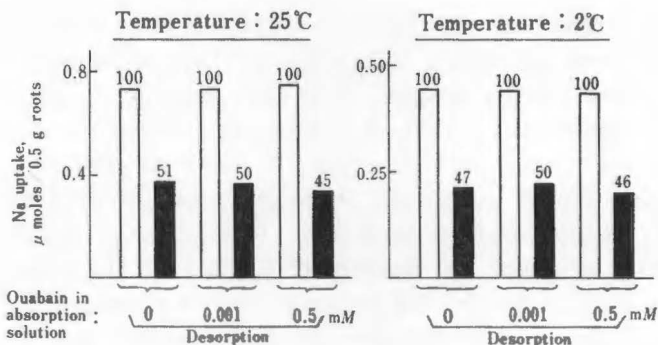 Temperature : 25℃
Temperature : 2℃
0.8
0.4
Na uptake,
μ moles / 0.5 g roots
100
51
100
50
100
45
0.50
0.25
100
47
100
50
100
46
Ouabain in
absorption :
solution
0
0.001
0.5
mM
Desorption
0
0.001
0.5
mM
Desorption